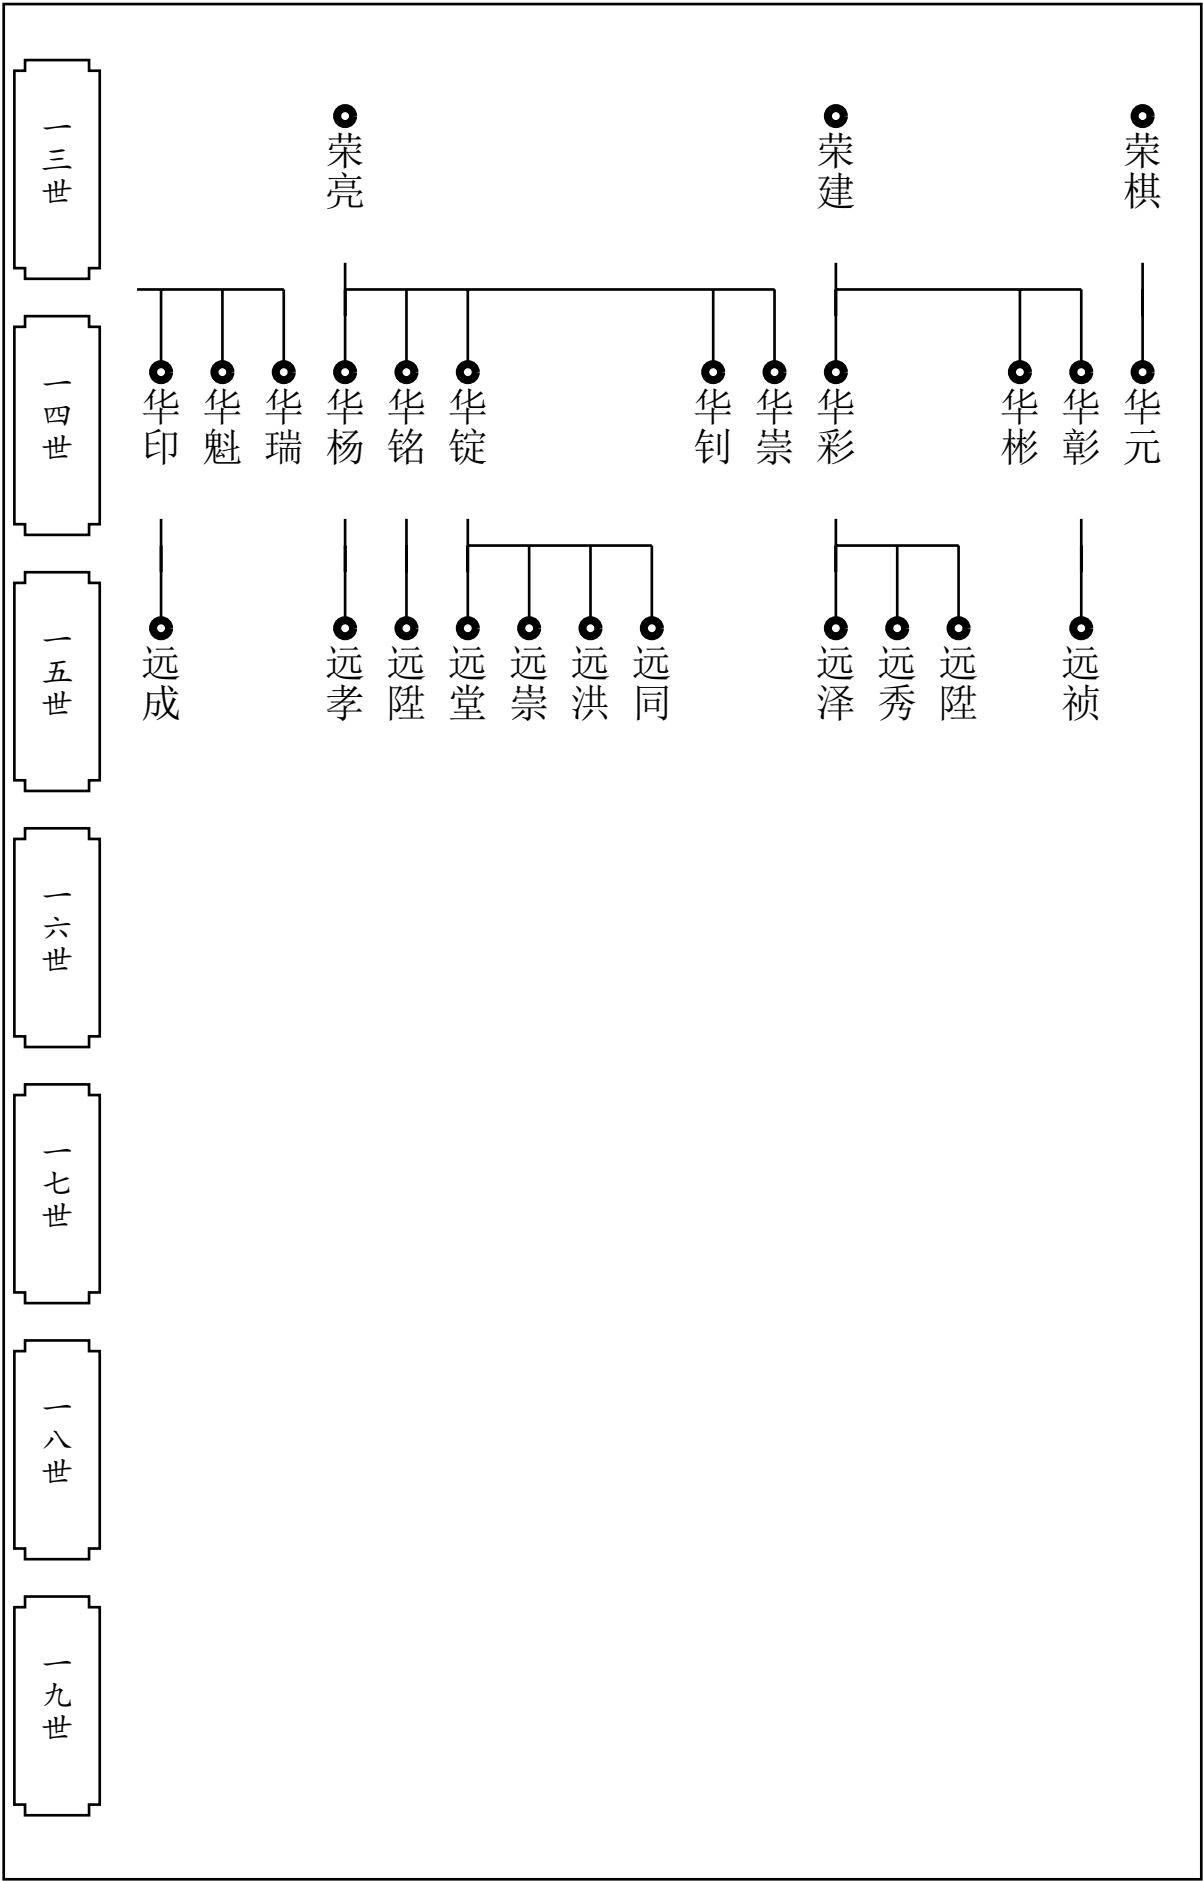 一三世
荣棋
荣建
荣亮
一四世
华元
华彰
华彬
华彩
华崇
华钊
华锭
华铭
华杨
华瑞
华魁
华印
一五世
远祯
远陞
远秀
远泽
远同
远洪
远崇
远堂
远陞
远孝
远成
一六世
一七世
一八世
一九世